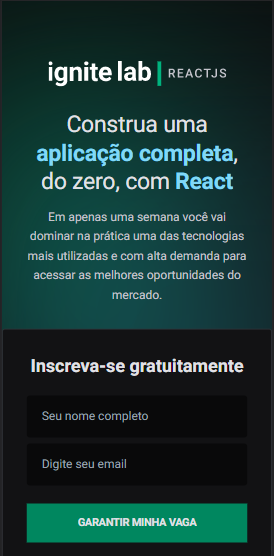 ignite lab | REACTJS
Construa uma
aplicação completa,
do zero, com React
Em apenas uma semana você vai
dominar na prática uma das tecnologias
mais utilizadas e com alta demanda para
acessar as melhores oportunidades do
mercado.
Inscreva-se gratuitamente
Seu nome completo
Digite seu email
GARANTIR MINHA VAGA